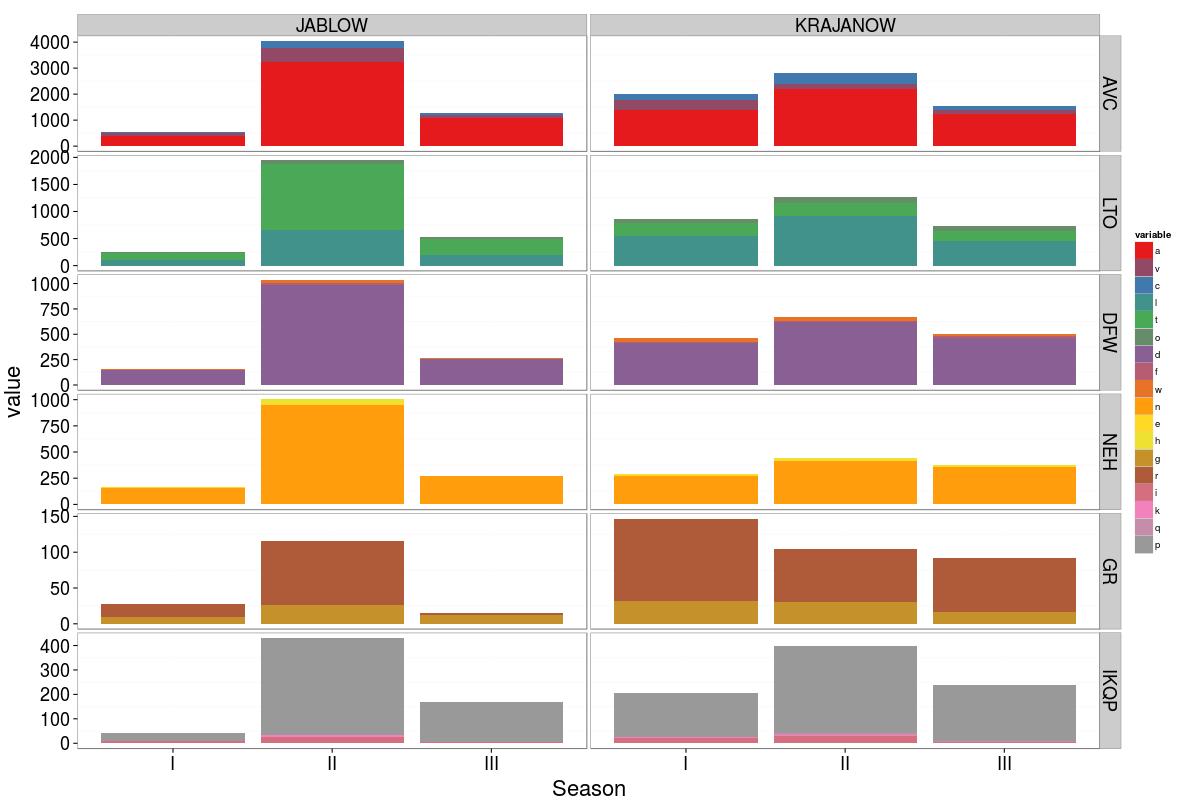 JABLOW KRAJANOW
4000
3000
2000
1000
0
AVC
2000
1500
1000
500
0
LTO
1000
750
500
250
0
DFW
1000
750
500
250
0
NEH
150
100
50
0
GR
400
300
200
100
0
IKQP
value
I II III I II III
Season
variable
a
v
c
l
t
o
d
f
w
n
e
h
g
r
i
k
q
p